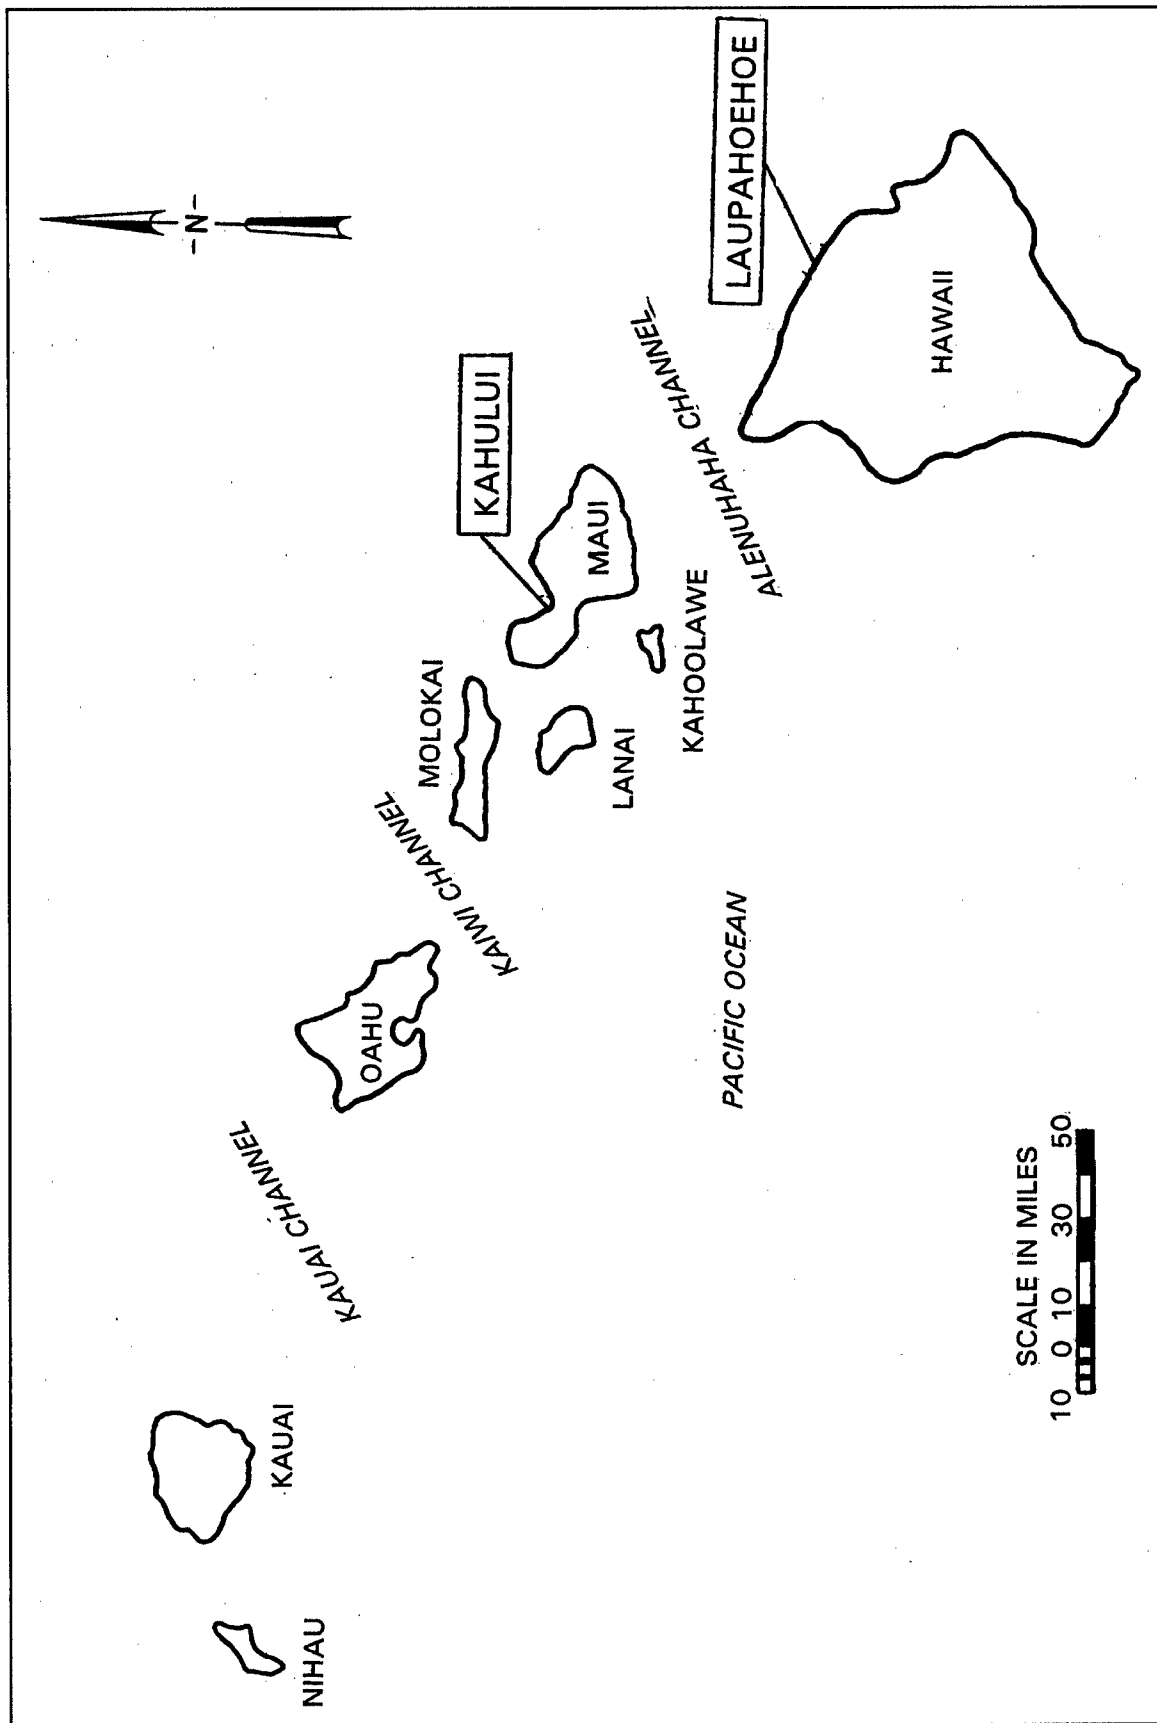 -N-
NIHAU
KAUAI
KAUAI CHANNEL
OAHU
KAIWI CHANNEL
MOLOKAI
LANAI
KAHOOLAWE
MAUI
KAHULUI
ALENUHAHA CHANNEL
LAUPAHOEHOE
HAWAII
PACIFIC OCEAN
SCALE IN MILES
10 0 10 30 50